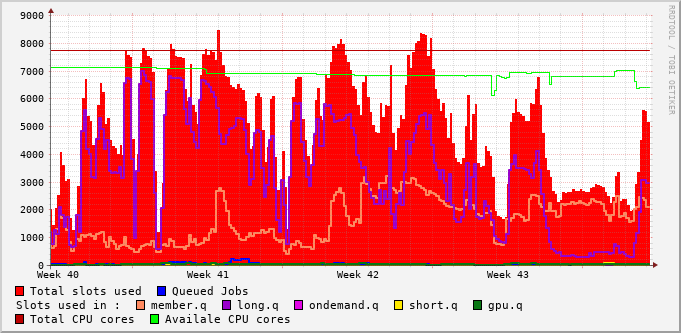 9000
8000
7000
6000
5000
4000
3000
2000
1000
0
Week 40 Week 41 Week 42 Week 43
Total slots used Queued Jobs
Slots used in : member.q long.q ondemand.q short.q gpu.q
Total CPU cores Availale CPU cores
RRDTOOL / TOBI OETIKER